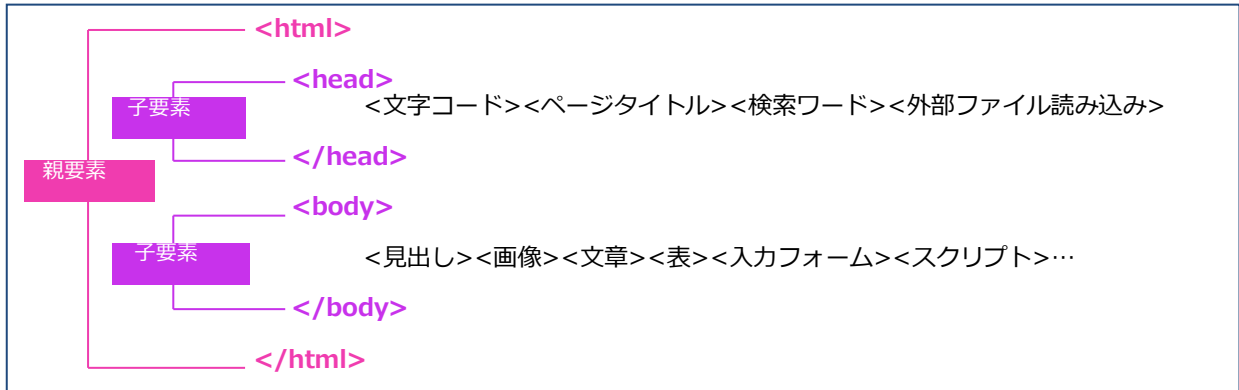 <html>
<head>
子要素
<文字コード><ページタイトル><検索ワード><外部ファイル読み込み>
</head>
親要素
<body>
子要素
<見出し><画像><文章><表><入力フォーム><スクリプト>…
</body>
</html>